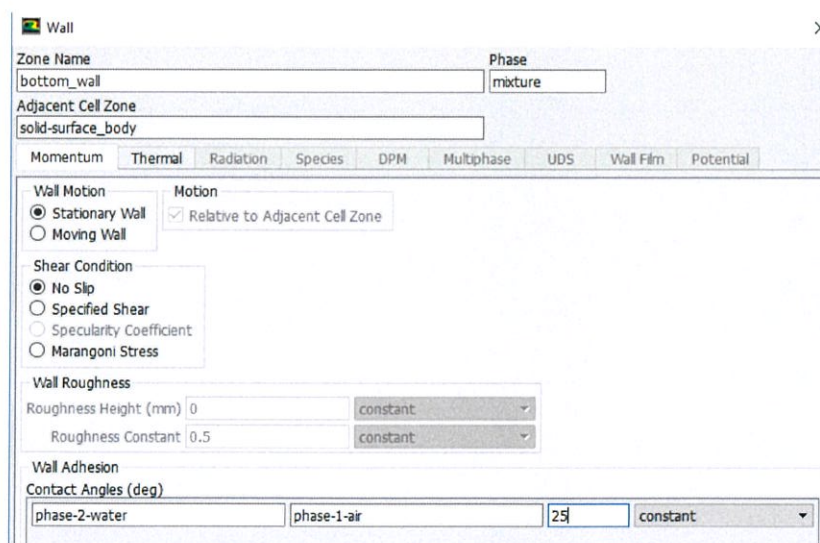 Wall
Zone Name Phase
bottom_wall mixture
Adjacent Cell Zone
solid-surface_body
Momentum Thermal Radiation Species DPM Multiphase UDS Wall Film Potential
Wall Motion Motion
Stationary Wall Relative to Adjacent Cell Zone
Moving Wall
Shear Condition
No Slip
Specified Shear
Specularity Coefficient
Marangoni Stress
Wall Roughness
Roughness Height (mm) 0 constant
Roughness Constant 0.5 constant
Wall Adhesion
Contact Angles (deg)
phase-2-water phase-1-air 25 constant